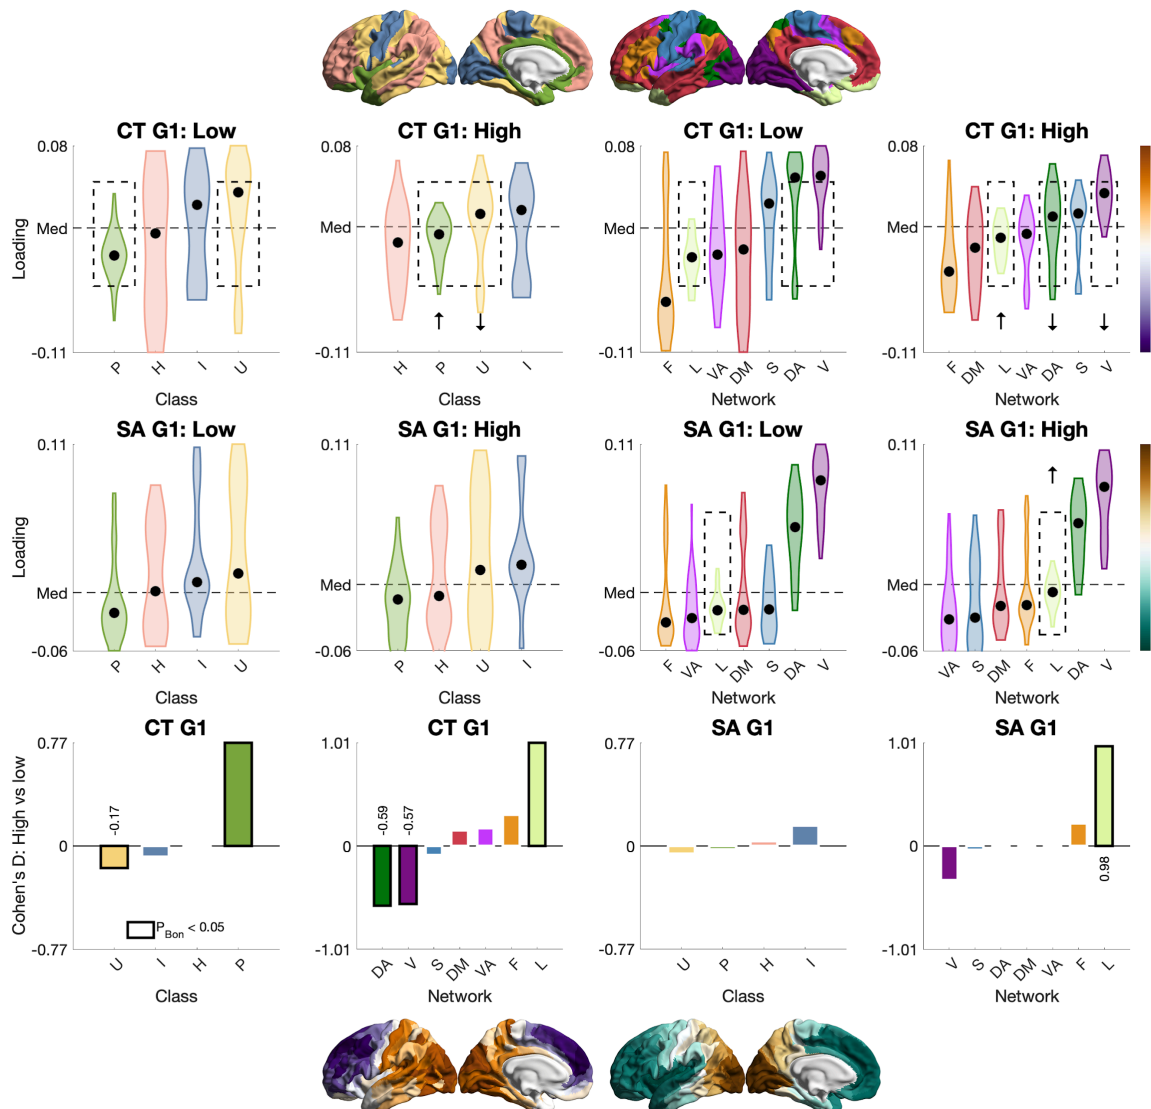 CT G1: Low
CT G1: High
CT G1: Low
CT G1: High
0.08
Med
-0.11
Loading
P H I U
Class
0.08
Med
-0.11
H P U I
Class
0.08
Med
-0.11
F L VA DM S DA V
Network
0.08
Med
-0.11
F DM L VA DA S V
Network
SA G1: Low
SA G1: High
SA G1: Low
SA G1: High
0.11
Med
-0.06
Loading
P H I U
Class
0.11
Med
-0.06
P H U I
Class
0.11
Med
-0.06
F VA L DM S DA V
Network
0.11
Med
-0.06
VA S DM F L DA V
Network
CT G1
CT G1
SA G1
SA G1
Cohen's D: High vs low
0.77
0
-0.77
-0.17
PBon < 0.05
U I H P
Class
1.01
0
-1.01
-0.59
-0.57
DA V S DM VA F L
Network
0.77
0
-0.77
U P H I
Class
1.01
0
-1.01
0.98
V S DA DM VA F L
Network